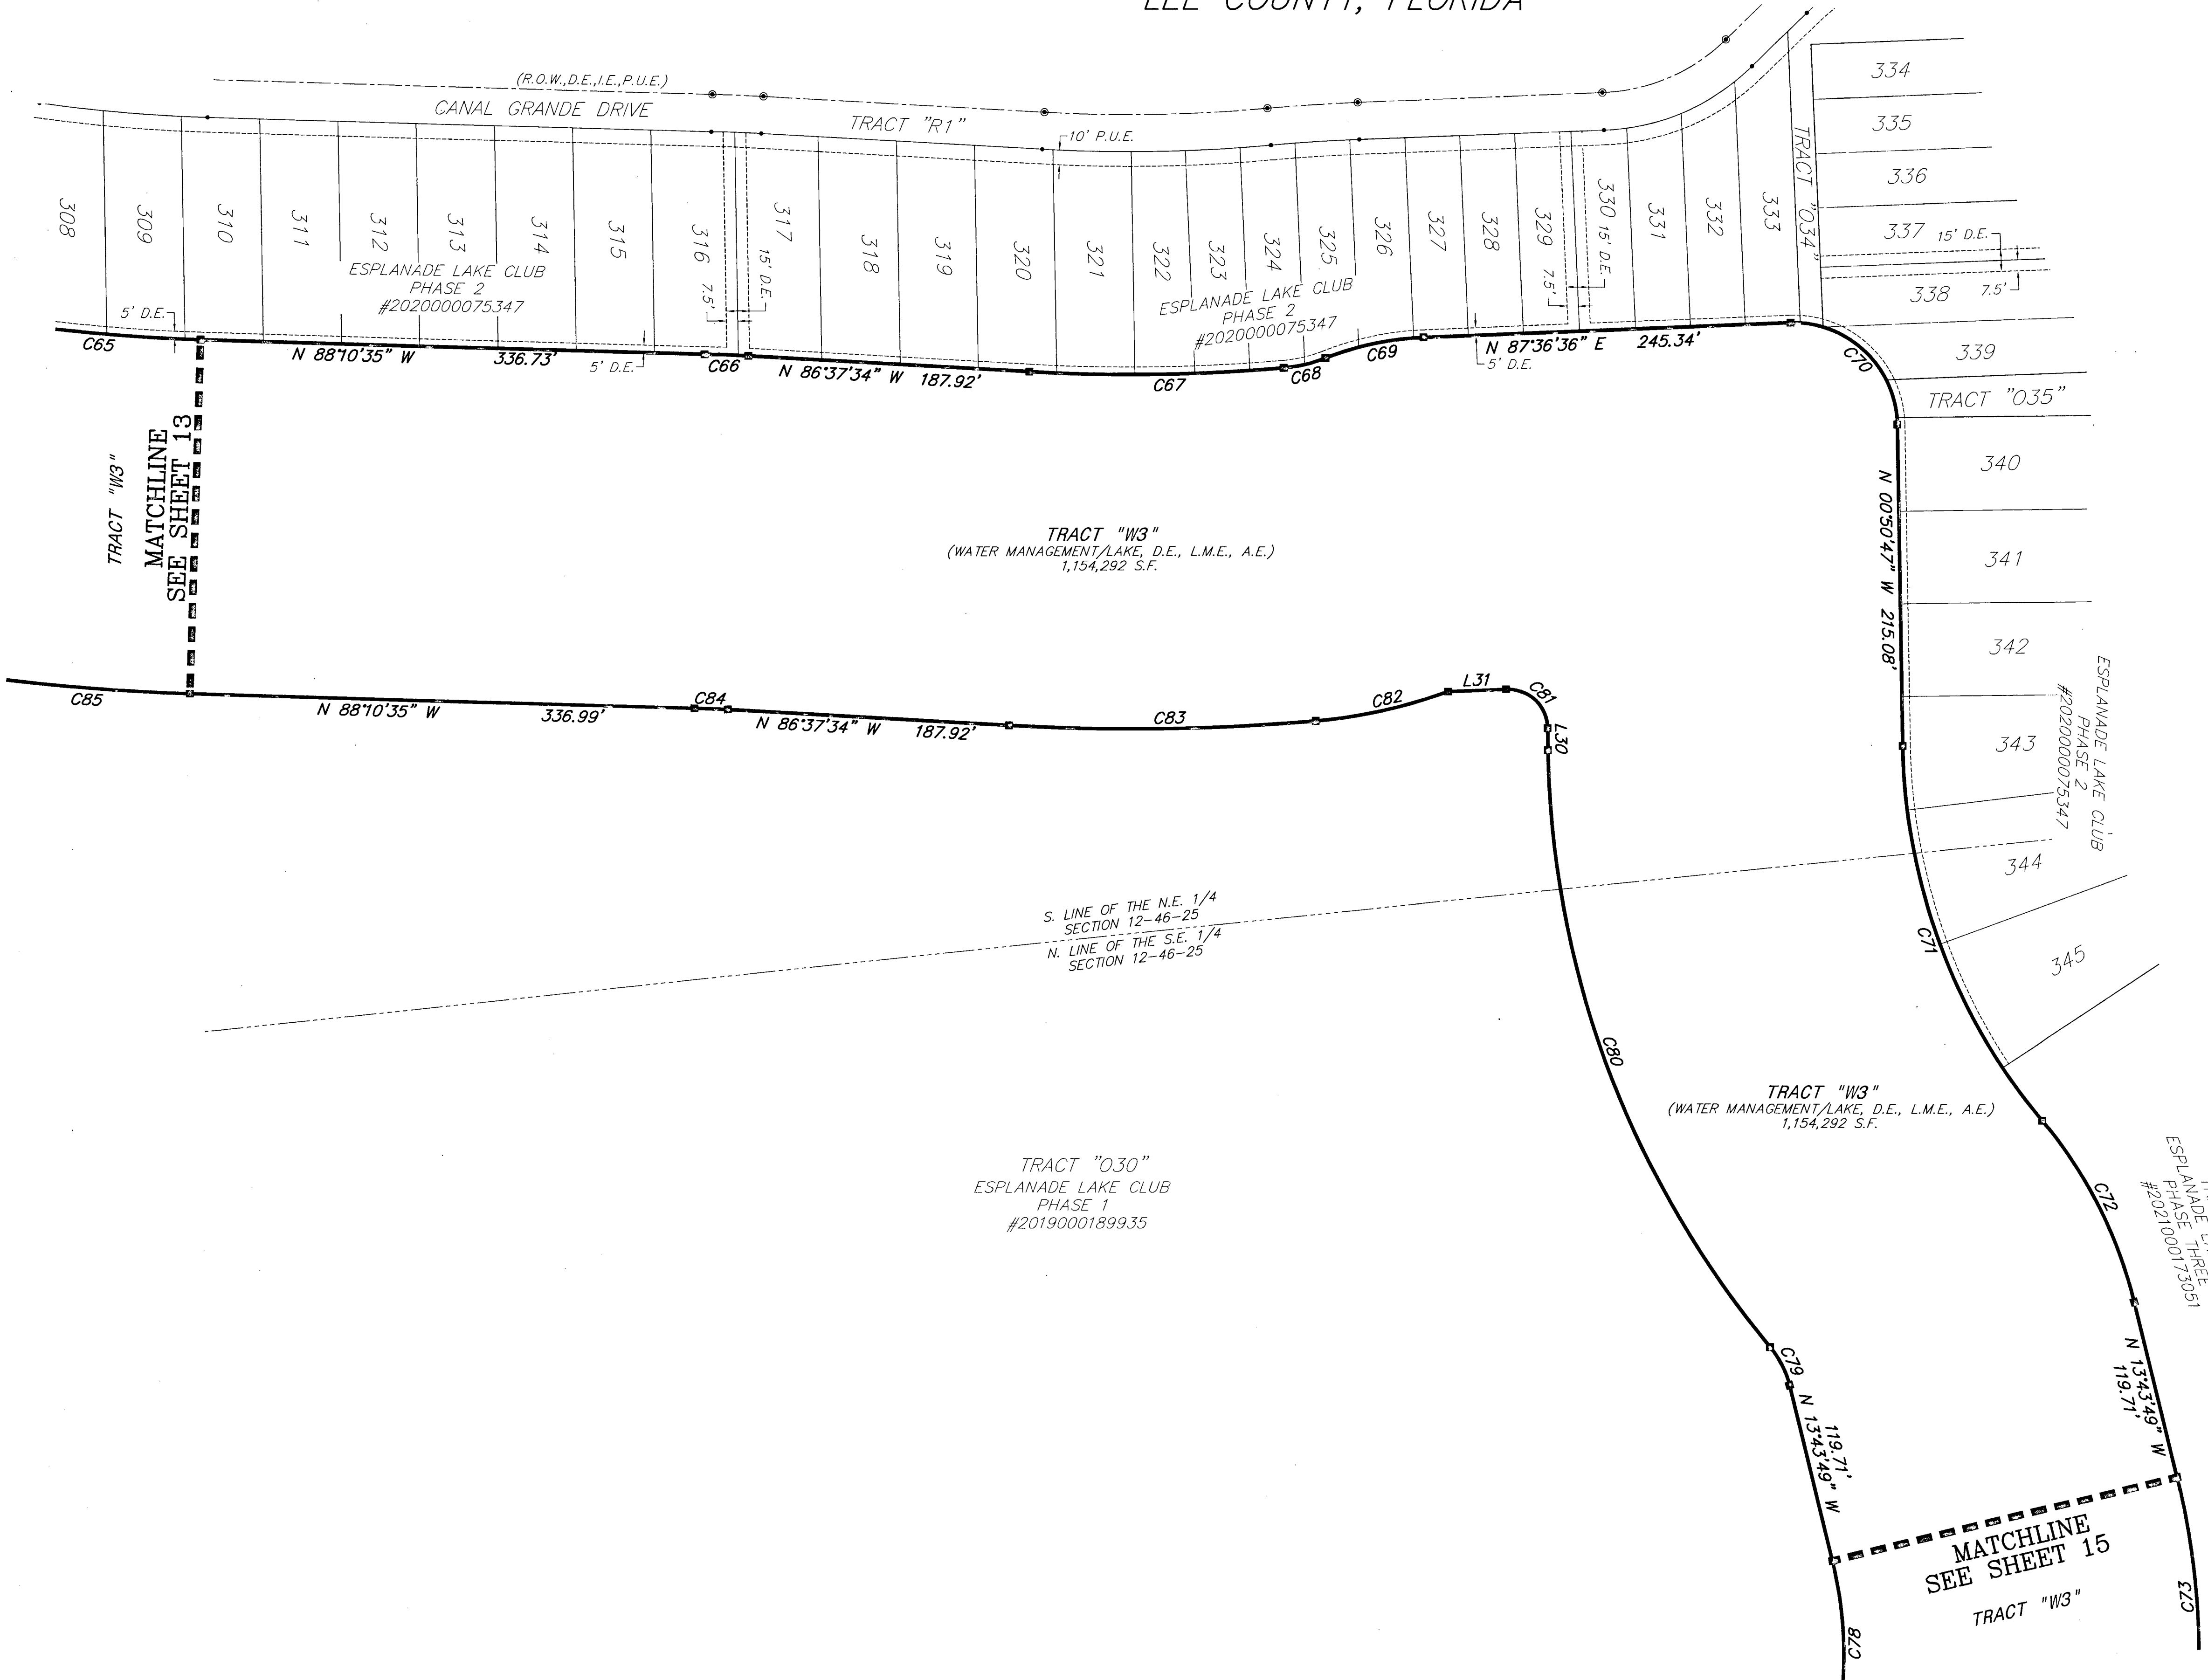 LEE COUNTY, FLORIDA
(R.O.W.,D.E.,I.E.,P.U.E.)
CANAL GRANDE DRIVE
TRACT "R1"
10' P.U.E.
308
309
310
311
312
313
314
315
316
317
318
319
320
321
322
323
324
325
326
327
328
329
330
331
332
333
TRACT "O34"
334
335
336
337
15' D.E.
338
7.5'
339
TRACT "O35"
340
341
342
343
344
345
7.5'
15' D.E.
7.5'
15' D.E.
ESPLANADE LAKE CLUB
PHASE 2
#2020000075347
ESPLANADE LAKE CLUB
PHASE 2
#2020000075347
5' D.E.
C65
N 88°10'35" W
336.73'
5' D.E.
C66
N 86°37'34" W
187.92'
C67
C68
C69
N 87°36'36" E
245.34'
5' D.E.
C70
N 00°50'47" W
215.08'
ESPLANADE LAKE CLUB
PHASE 2
#2020000075347
TRACT "W3"
MATCHLINE
SEE SHEET 13
TRACT "W3"
(WATER MANAGEMENT/LAKE, D.E., L.M.E., A.E.)
1,154,292 S.F.
C85
N 88°10'35" W
336.99'
C84
N 86°37'34" W
187.92'
C83
C82
L31
C81
L30
S. LINE OF THE N.E. 1/4
SECTION 12-46-25
N. LINE OF THE S.E. 1/4
SECTION 12-46-25
C71
C80
TRACT "W3"
(WATER MANAGEMENT/LAKE, D.E., L.M.E., A.E.)
1,154,292 S.F.
TRACT "O30"
ESPLANADE LAKE CLUB
PHASE 1
#2019000189935
C72
ESPLANADE
PHASE THREE
#2021000173051
C79
119.71'
N 13°43'49" W
N 13°43'49" W
119.71'
MATCHLINE
SEE SHEET 15
TRACT "W3"
C73
C78